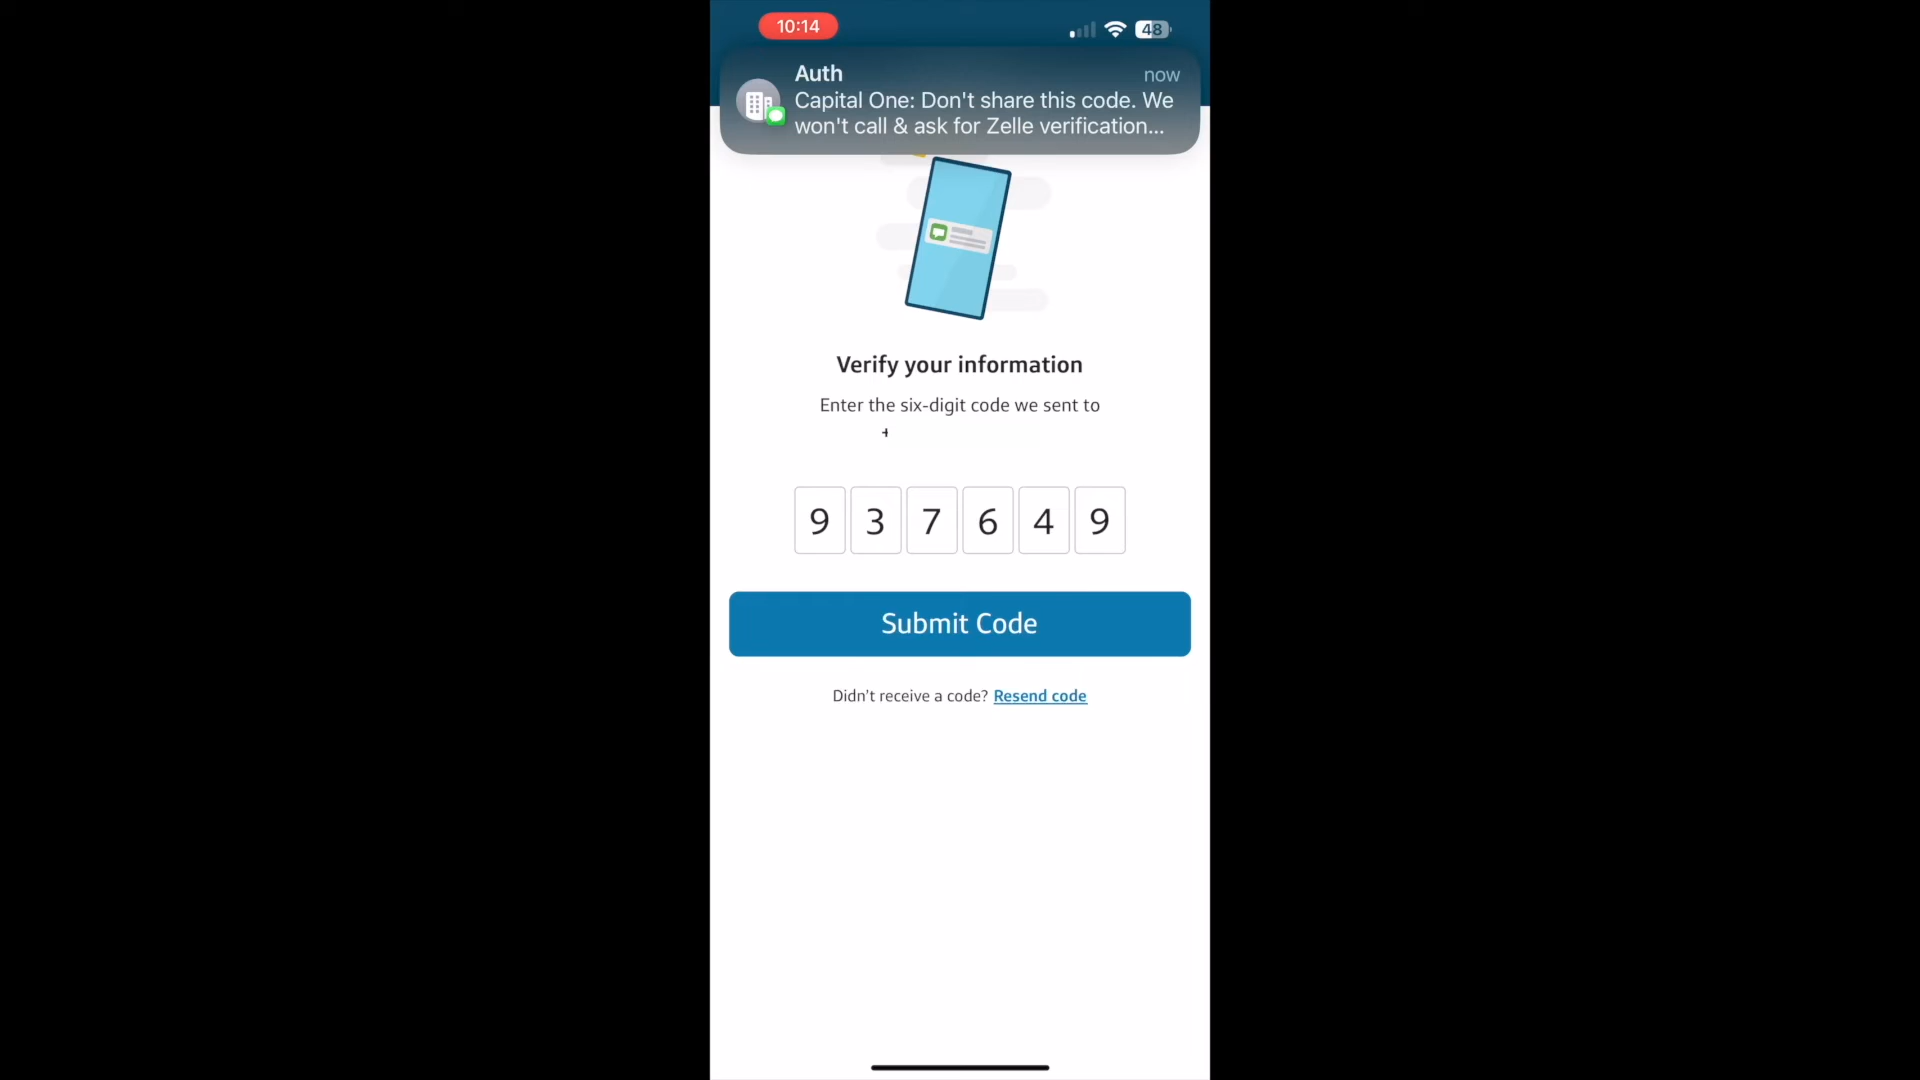 10:14
48
Auth
now
Capital One: Don't share this code. We
won't call & ask for Zelle verification...
Verify your information
Enter the six-digit code we sent to
+
9 3 7 6 4 9
Submit Code
Didn't receive a code? Resend code